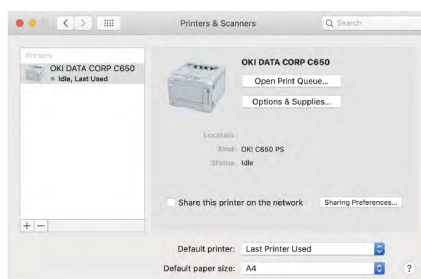 Printers & Scanners
Search
Printers
OKI DATA CORP C650
Idle, Last Used
OKI DATA CORP C650
Open Print Queue...
Options & Supplies...
Location:
Kind: OKI C650 PS
Status: Idle
Share this printer on the network
Sharing Preferences...
+ −
Default printer: Last Printer Used
Default paper size: A4
?